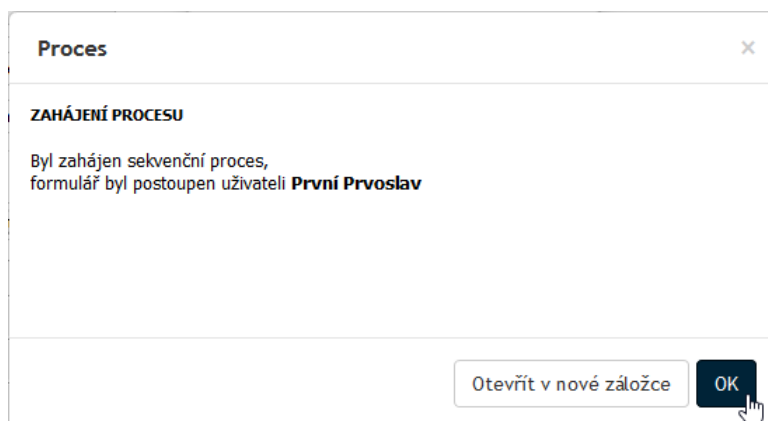 Proces
×
ZAHÁJENÍ PROCESU
Byl zahájen sekvenční proces,
formulář byl postoupen uživateli První Prvoslav
Otevřít v nové záložce
OK